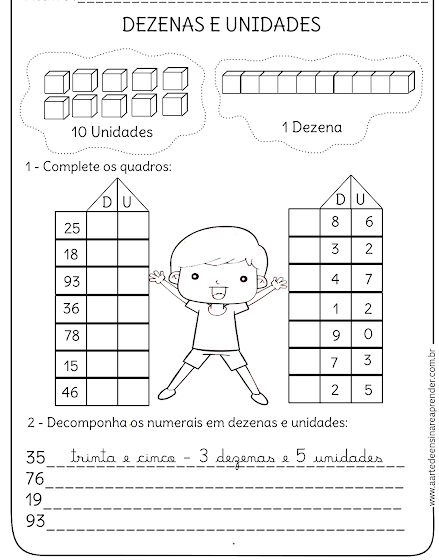 DEZENAS E UNIDADES
10 Unidades
1 Dezena
1 - Complete os quadros:
D U
25
18
93
36
78
15
46
D U
8 6
3 2
4 7
1 2
9 0
7 3
2 5
2 - Decomponha os numerais em dezenas e unidades:
35 trinta e cinco - 3 dezenas e 5 unidades
76
19
93
www.aartedeensinareaprender.com.br